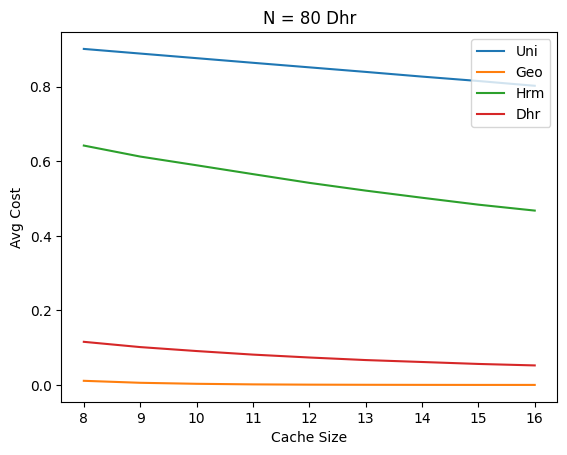 N = 80 Dhr
Avg Cost
0.8
0.6
0.4
0.2
0.0
Uni
Geo
Hrm
Dhr
8 9 10 11 12 13 14 15 16
Cache Size